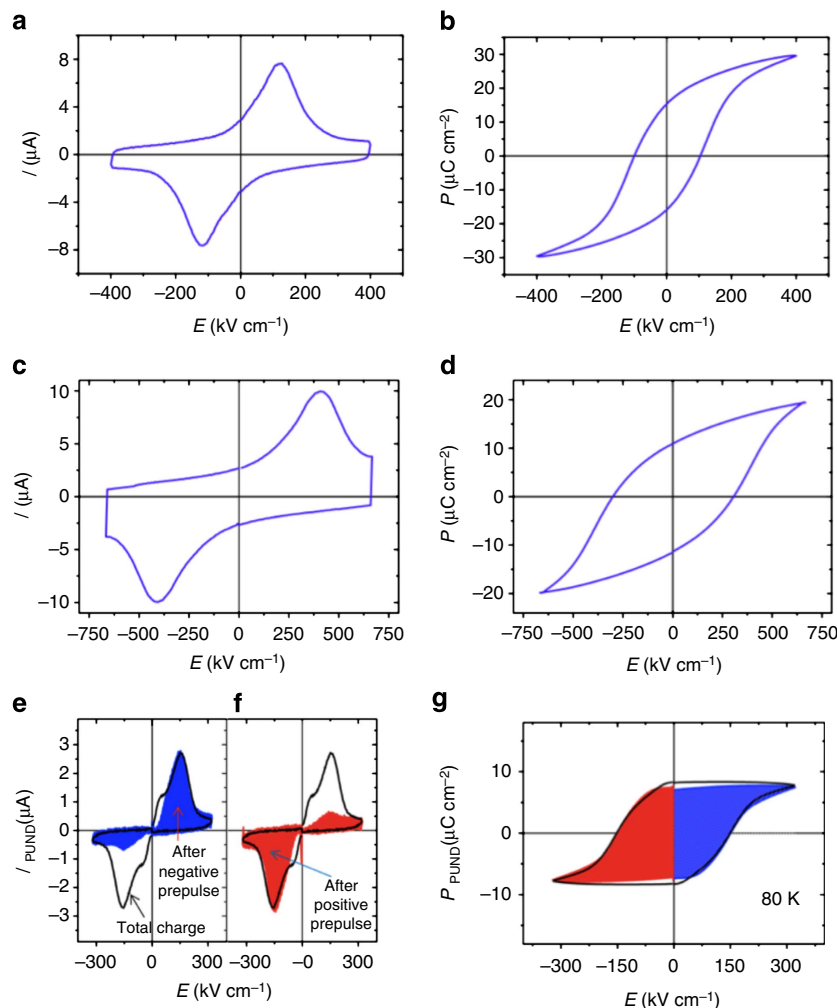 a
b
8
4
0
−4
−8
I (μA)
−400 −200 0 200 400
E (kV cm⁻¹)
30
20
10
0
−10
−20
−30
P (μC cm⁻²)
−400 −200 0 200 400
E (kV cm⁻¹)
c
d
10
5
0
−5
−10
I (μA)
−750 −500 −250 0 250 500 750
E (kV cm⁻¹)
20
10
0
−10
−20
P (μC cm⁻²)
−750 −500 −250 0 250 500 750
E (kV cm⁻¹)
e
f
g
3
2
1
0
−1
−2
−3
I PUND(μA)
After
negative
prepulse
Total charge
After
positive
prepulse
−300 0 300 −300 −0 300
E (kV cm⁻¹)
10
0
−10
P PUND(μC cm⁻²)
80 K
−300 −150 0 150 300
E (kV cm⁻¹)